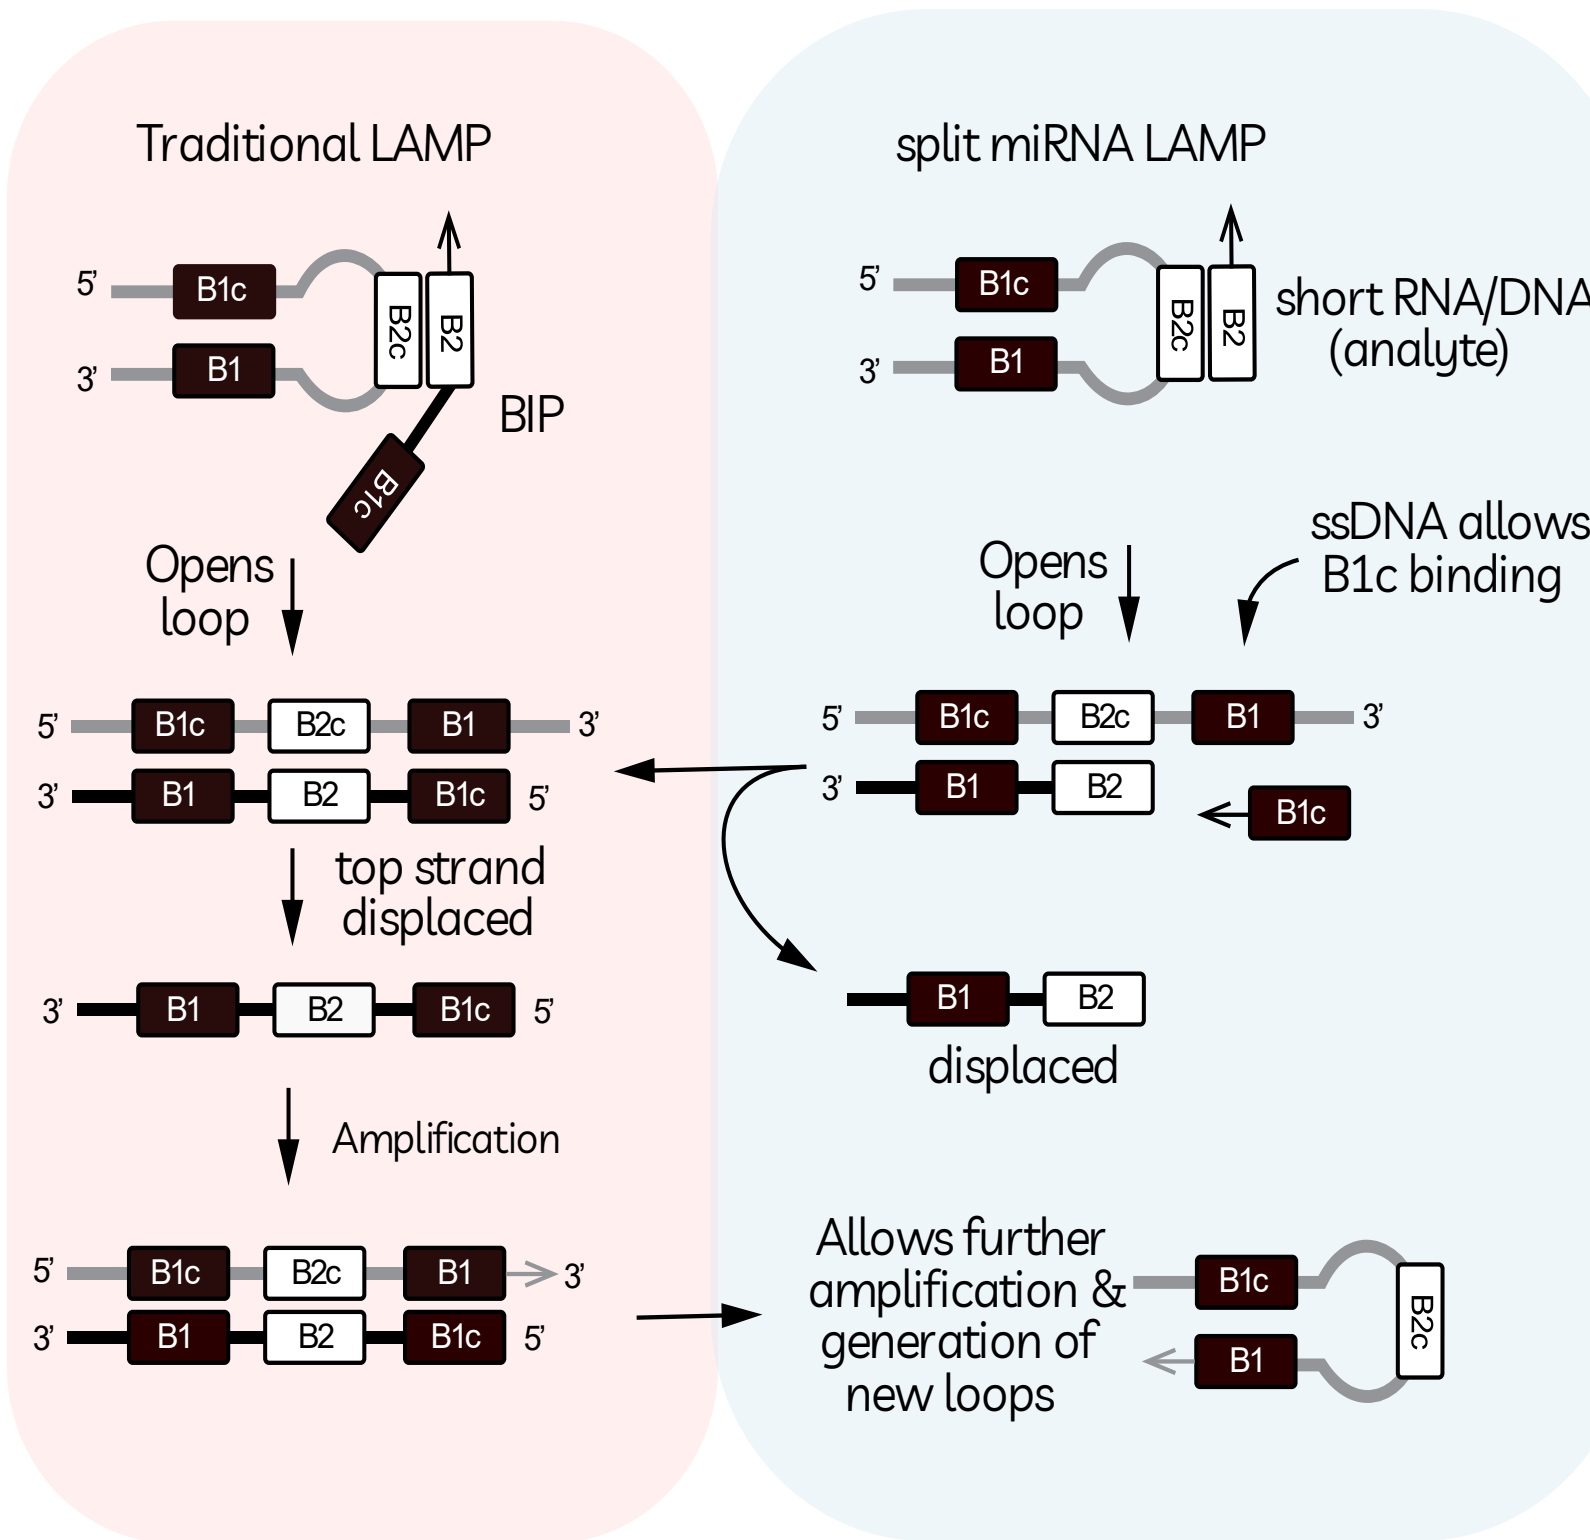 Traditional LAMP
5’
B1c
B2c
B2
3’
B1
BIP
B1c
Opens
loop
5’
B1c
B2c
B1
3’
3’
B1
B2
B1c
5’
top strand
displaced
3’
B1
B2
B1c
5’
Amplification
5’
B1c
B2c
B1
3’
3’
B1
B2
B1c
5’
split miRNA LAMP
5’
B1c
B2c
B2
short RNA/DNA
(analyte)
3’
B1
ssDNA allows
B1c binding
Opens
loop
5’
B1c
B2c
B1
3’
3’
B1
B2
B1c
B1
B2
displaced
Allows further
amplification &
generation of
new loops
B1c
B2c
B1